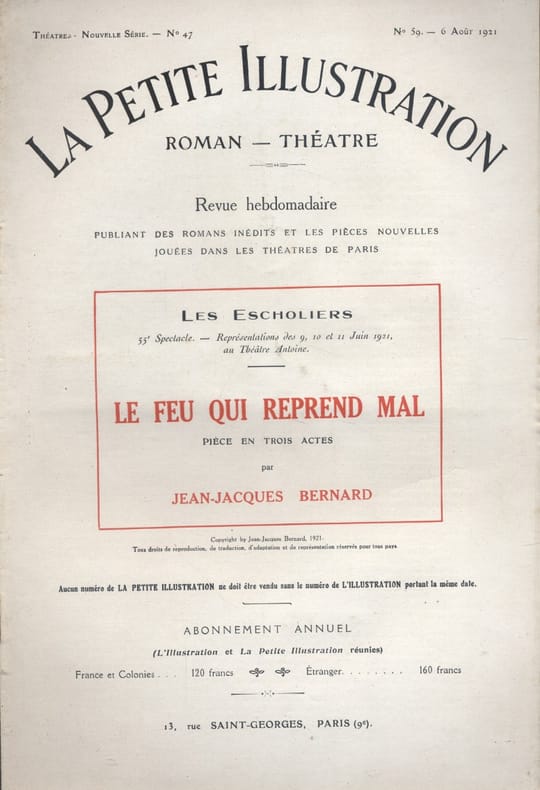 Théatre. - Nouvelle Série. — No 47
No 59. — 6 Août 1921
La Petite Illustration
ROMAN — THÉATRE
Revue hebdomadaire
PUBLIANT DES ROMANS INÉDITS ET LES PIÈCES NOUVELLES
JOUÉES DANS LES THÉATRES DE PARIS
Les Escholiers
55e Spectacle. — Représentations des 9, 10 et 11 Juin 1921,
au Théâtre Antoine.
LE FEU QUI REPREND MAL
PIÈCE EN TROIS ACTES
par
JEAN-JACQUES BERNARD
Copyright by Jean-Jacques Bernard, 1921.
Tous droits de reproduction, de traduction, d'adaptation et de représentation réservés pour tous pays
Aucun numéro de LA PETITE ILLUSTRATION ne doit être vendu sans le numéro de L'ILLUSTRATION portant la même date.
ABONNEMENT ANNUEL
(L'Illustration et La Petite Illustration réunies)
France et Colonies . . . 120 francs Étranger. . . . . . . . 160 francs
13, rue SAINT-GEORGES, PARIS (9e).